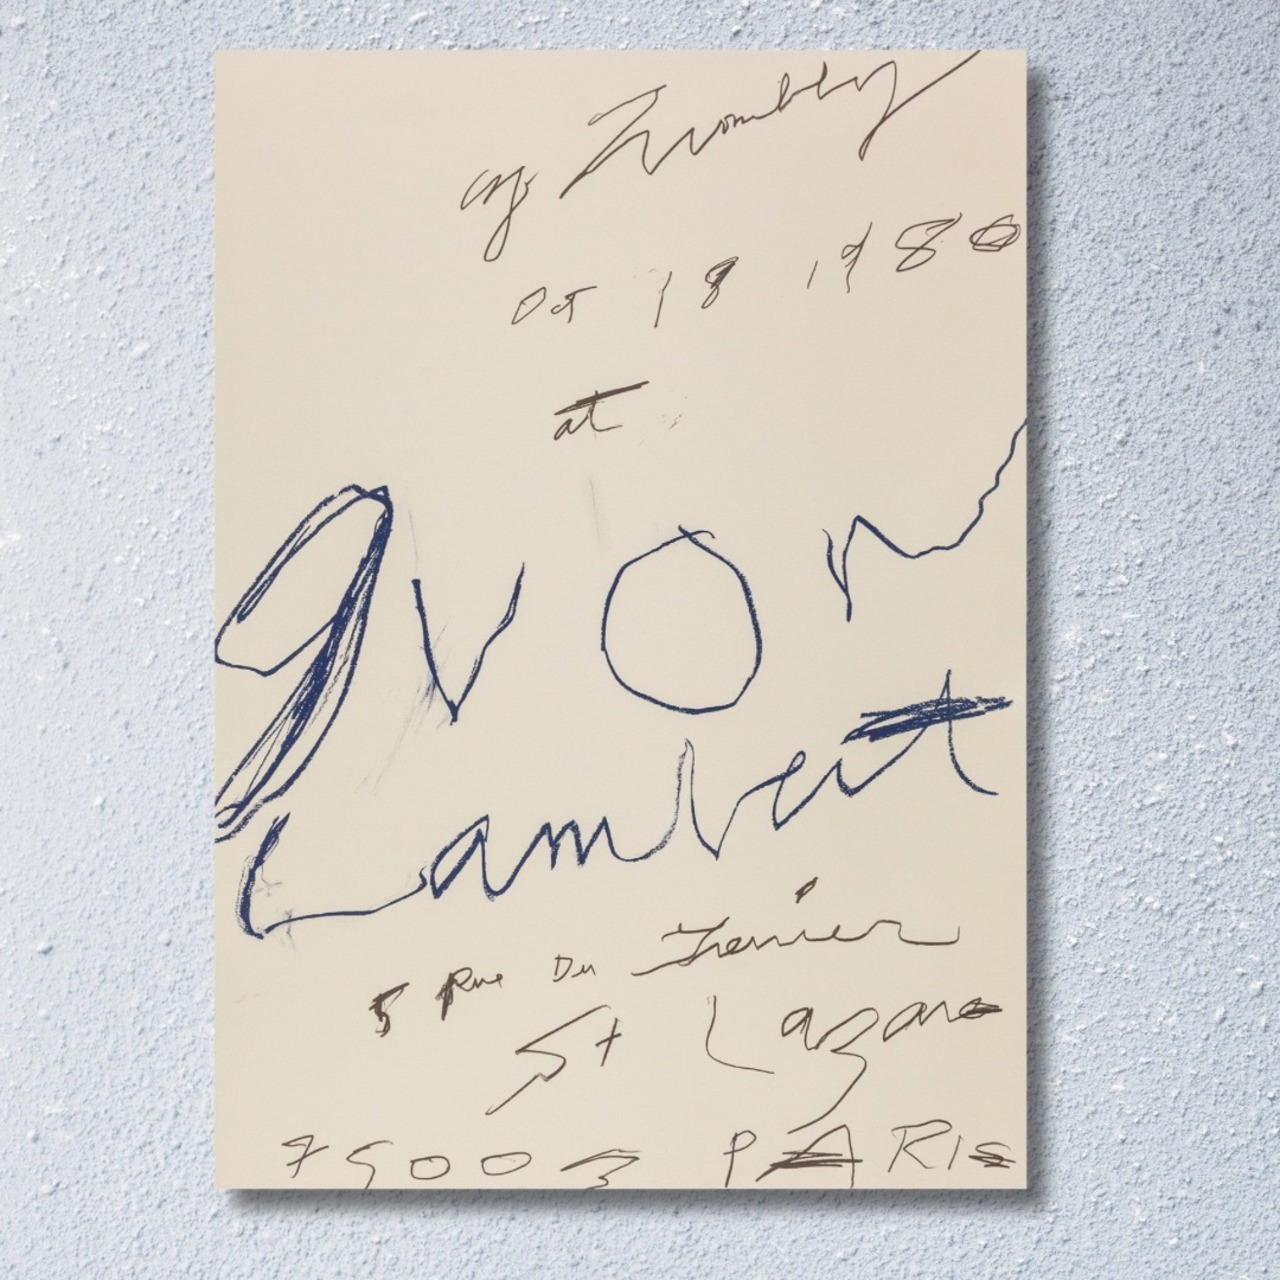 Cy Twombly
Oct 18 1980
at
Yvon
Lambert
5 Rue Du Grenier
St Lazare
75003 PARIS